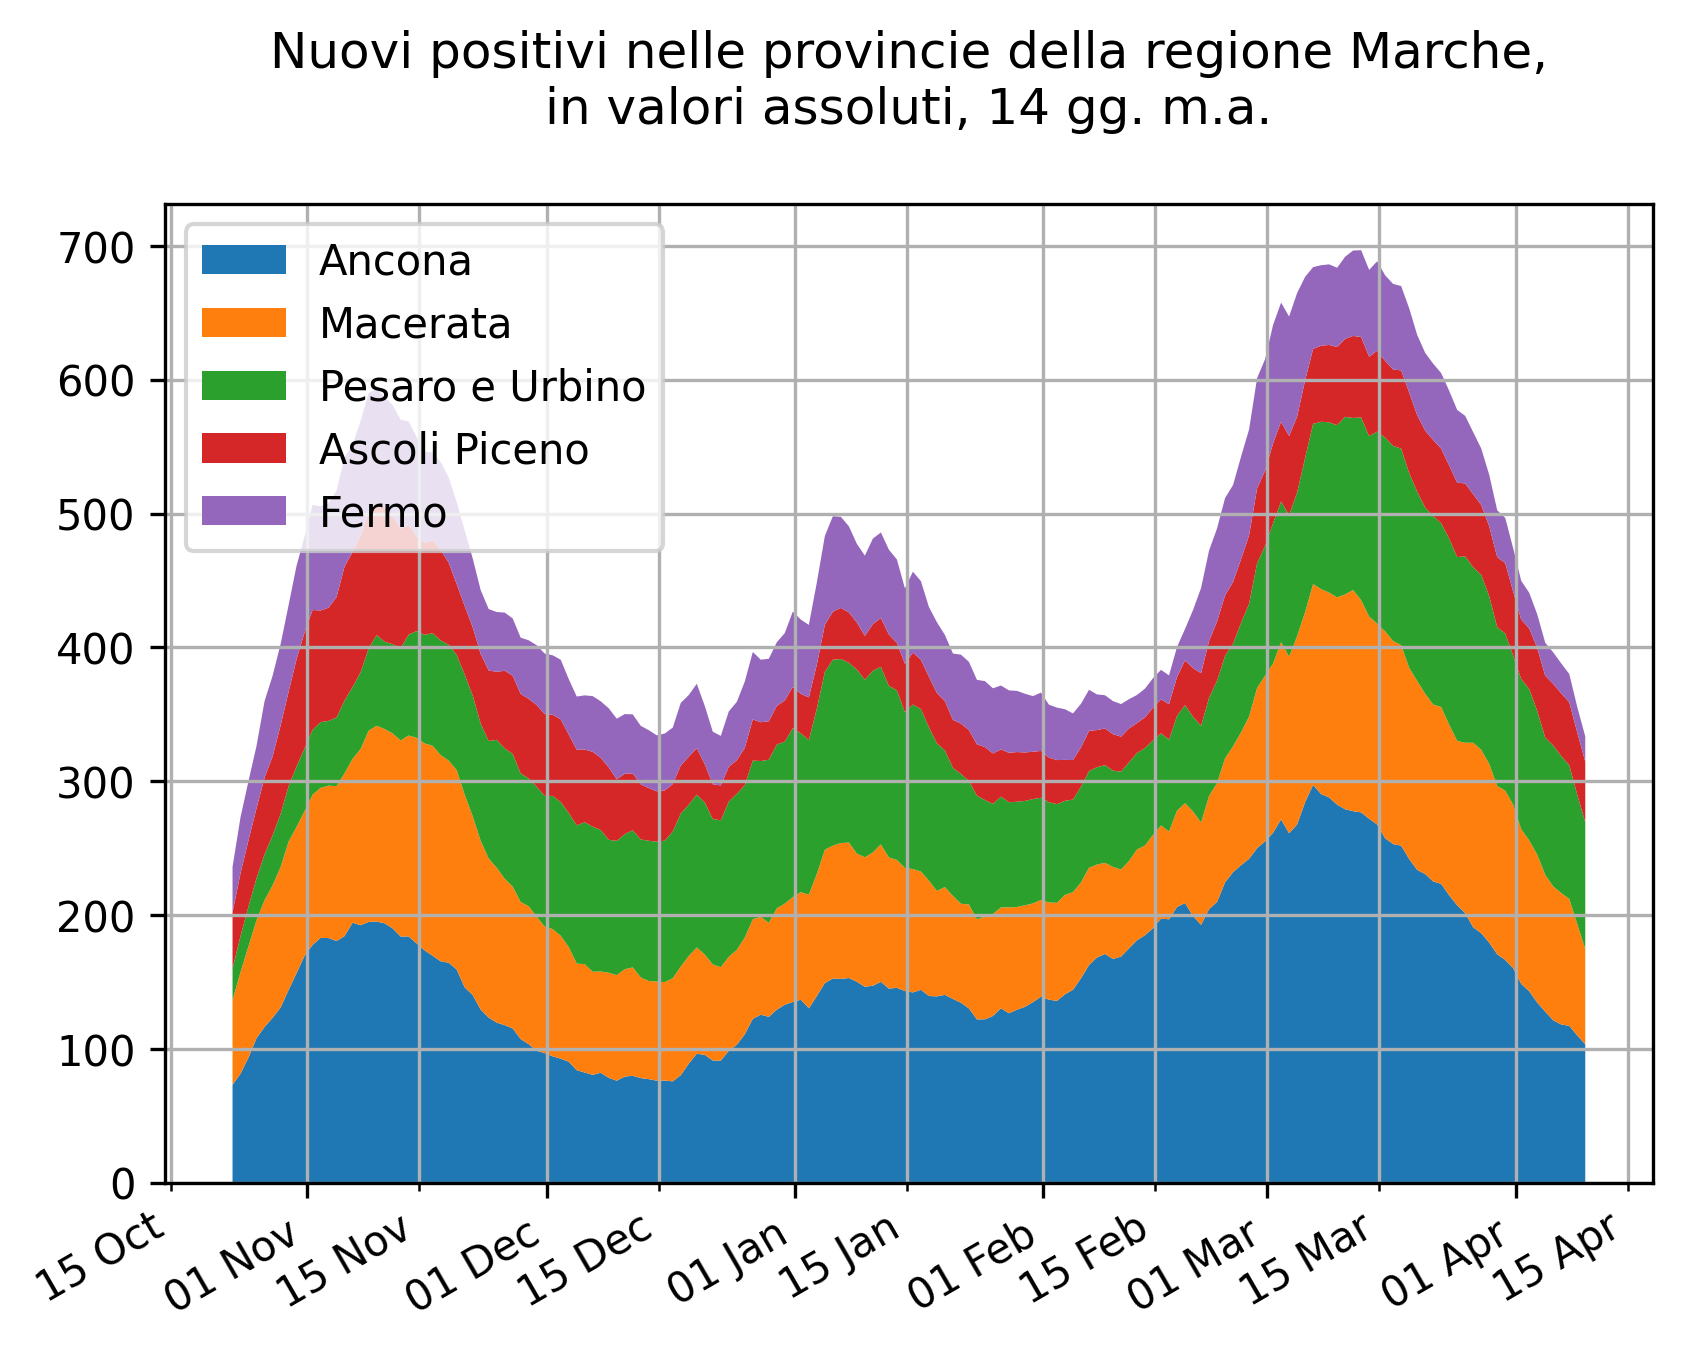 Nuovi positivi nelle provincie della regione Marche,
in valori assoluti, 14 gg. m.a.
700
600
500
400
300
200
100
0
Ancona
Macerata
Pesaro e Urbino
Ascoli Piceno
Fermo
15 Oct
01 Nov
15 Nov
01 Dec
15 Dec
01 Jan
15 Jan
01 Feb
15 Feb
01 Mar
15 Mar
01 Apr
15 Apr